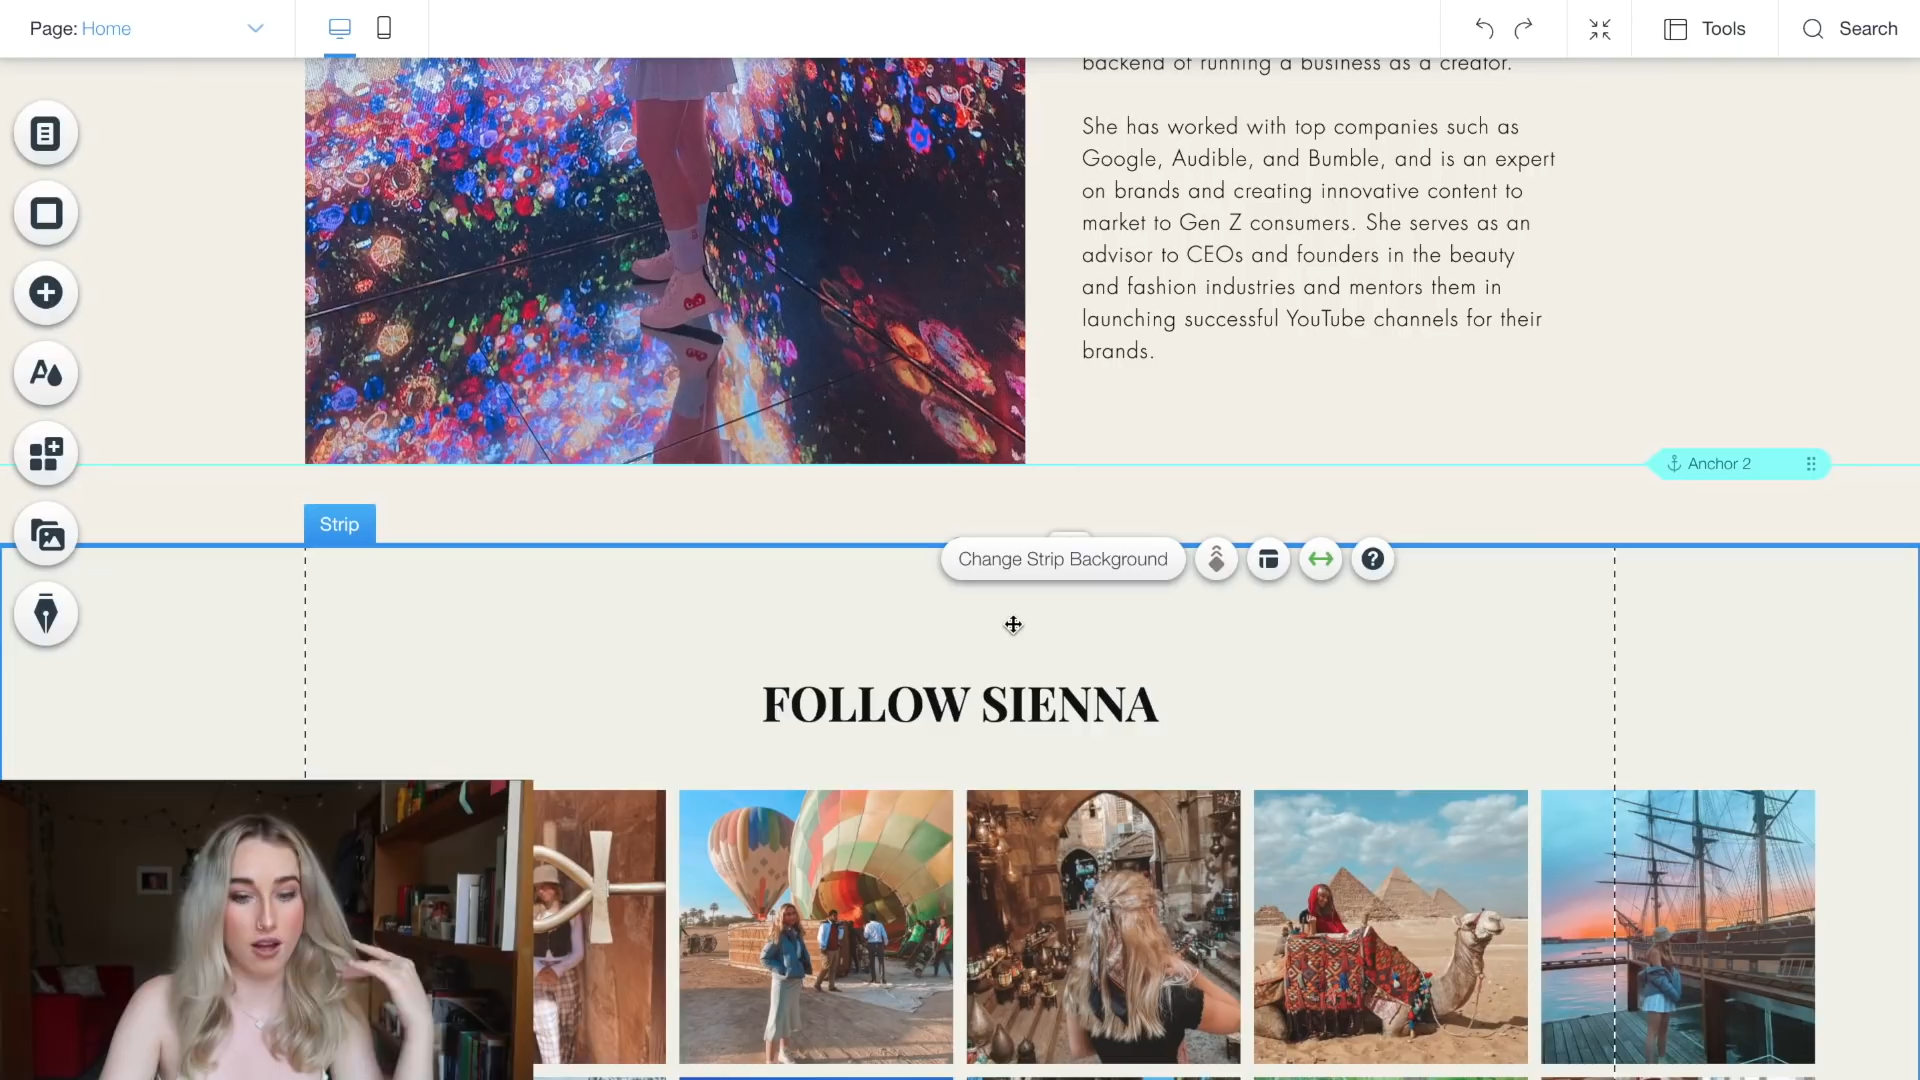 Page: Home
Tools
Search
backend of running a business as a creator.
She has worked with top companies such as
Google, Audible, and Bumble, and is an expert
on brands and creating innovative content to
market to Gen Z consumers. She serves as an
advisor to CEOs and founders in the beauty
and fashion industries and mentors them in
launching successful YouTube channels for their
brands.
Anchor 2
Strip
Change Strip Background
?
FOLLOW SIENNA